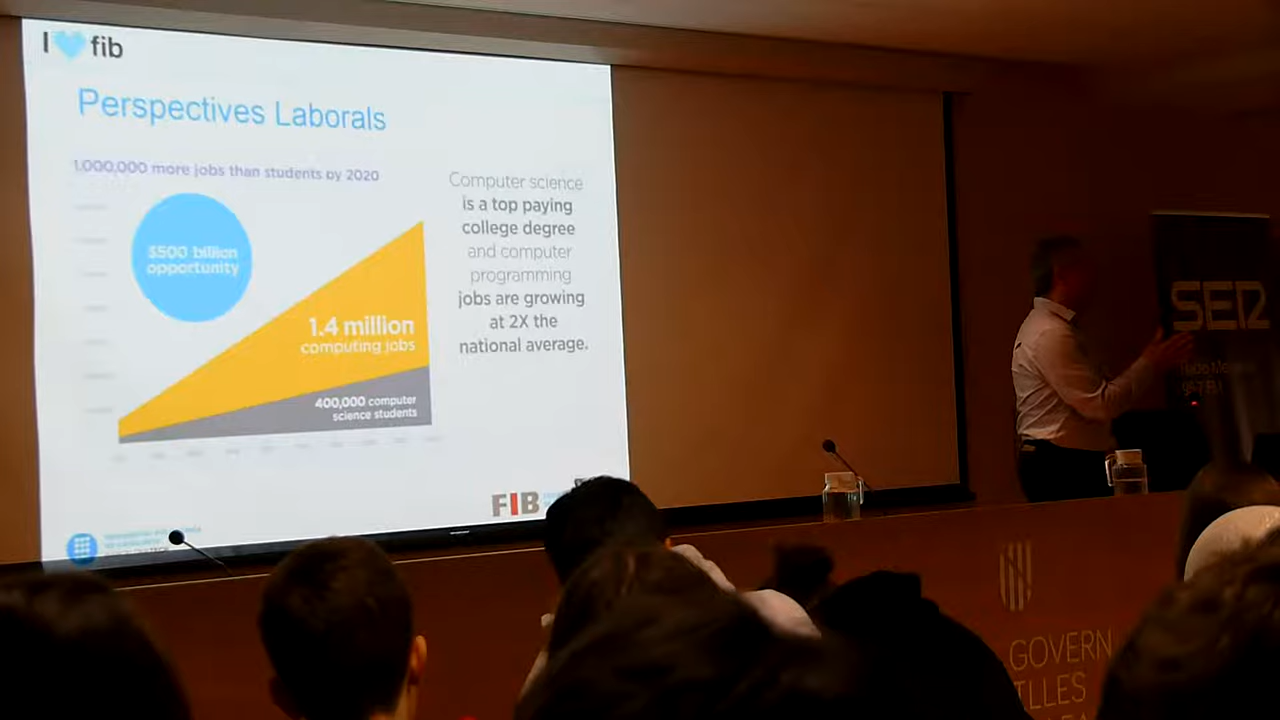 I fib
Perspectives Laborals
1,000,000 more jobs than students by 2020
$500 billion
opportunity
1.4 million
computing jobs
400,000 computer
science students
Computer science
is a top paying
college degree
and computer
programming
jobs are growing
at 2X the
national average.
FIB
SER
GOVERN
ILLES